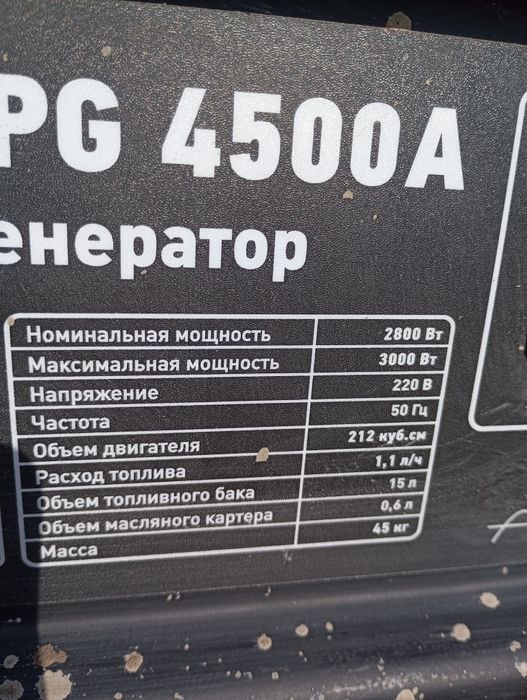 PG 4500A
енератор
Номинальная мощность 2800 Вт
Максимальная мощность 3000 Вт
Напряжение 220 В
Частота 50 Гц
Объем двигателя 212 куб.см
Расход топлива 1,1 л/ч
Объем топливного бака 15 л
Объем масляного картера 0,6 л
Масса 45 кг